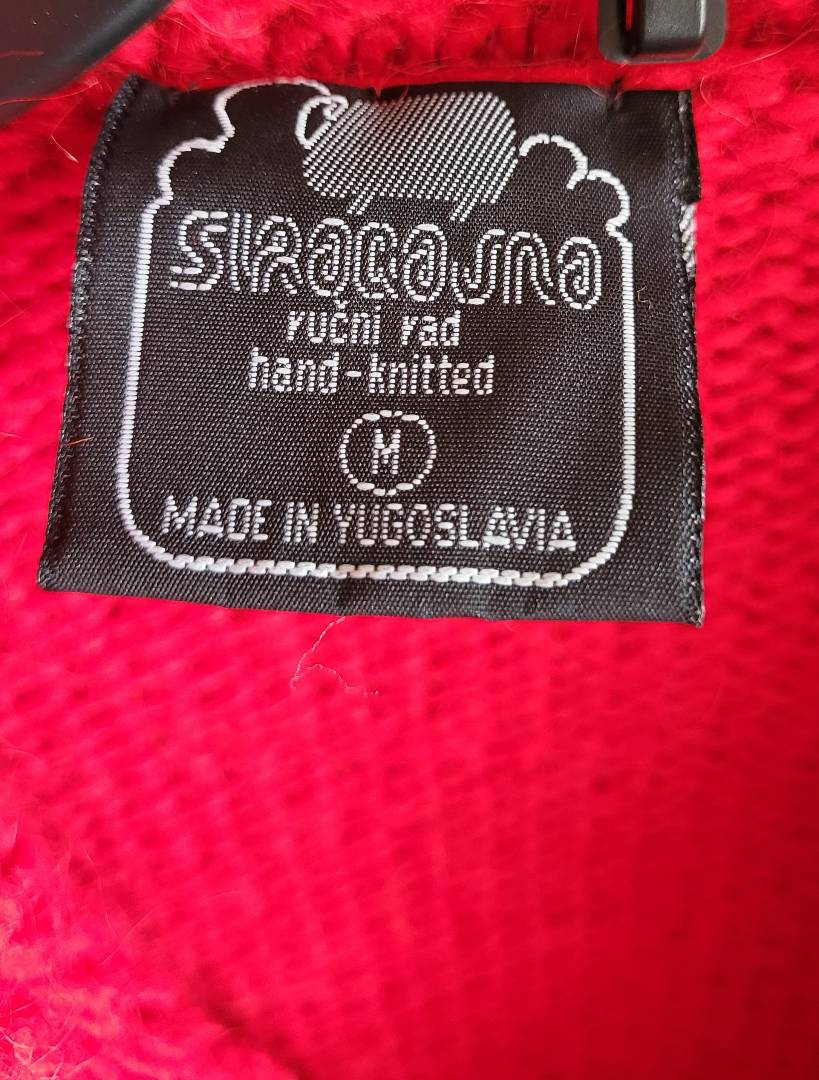 SIROGOJNO
ručni rad
hand-knitted
M
MADE IN YUGOSLAVIA